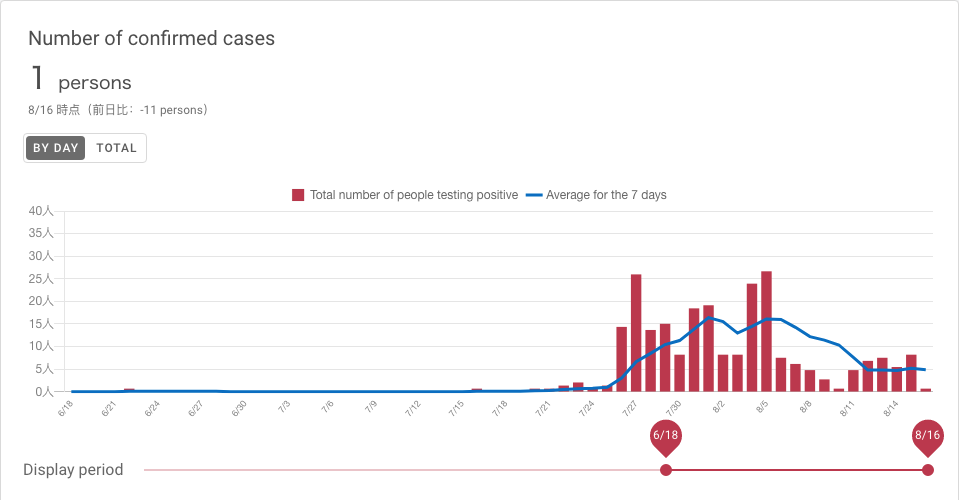 Number of confirmed cases
1 persons
8/16 時点（前日比：-11 persons）
BY DAY TOTAL
Total number of people testing positive Average for the 7 days
40人
35人
30人
25人
20人
15人
10人
5人
0人
6/18 6/21 6/24 6/27 6/30 7/3 7/6 7/9 7/12 7/15 7/18 7/21 7/24 7/27 7/30 8/2 8/5 8/8 8/11 8/14
6/18 8/16
Display period